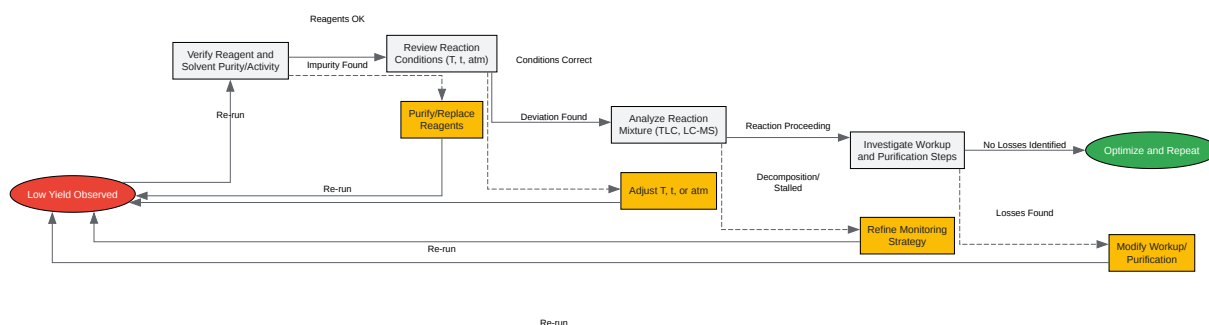 Reagents OK
Verify Reagent and
Solvent Purity/Activity
Review Reaction
Conditions (T, t, atm)
Impurity Found
Conditions Correct
Purify/Replace
Reagents
Re-run
Deviation Found
Analyze Reaction
Mixture (TLC, LC-MS)
Reaction Proceeding
Investigate Workup
and Purification Steps
No Losses Identified
Optimize and Repeat
Low Yield Observed
Re-run
Adjust T, t, or atm
Decomposition/
Stalled
Losses Found
Refine Monitoring
Strategy
Re-run
Modify Workup/
Purification
Re-run